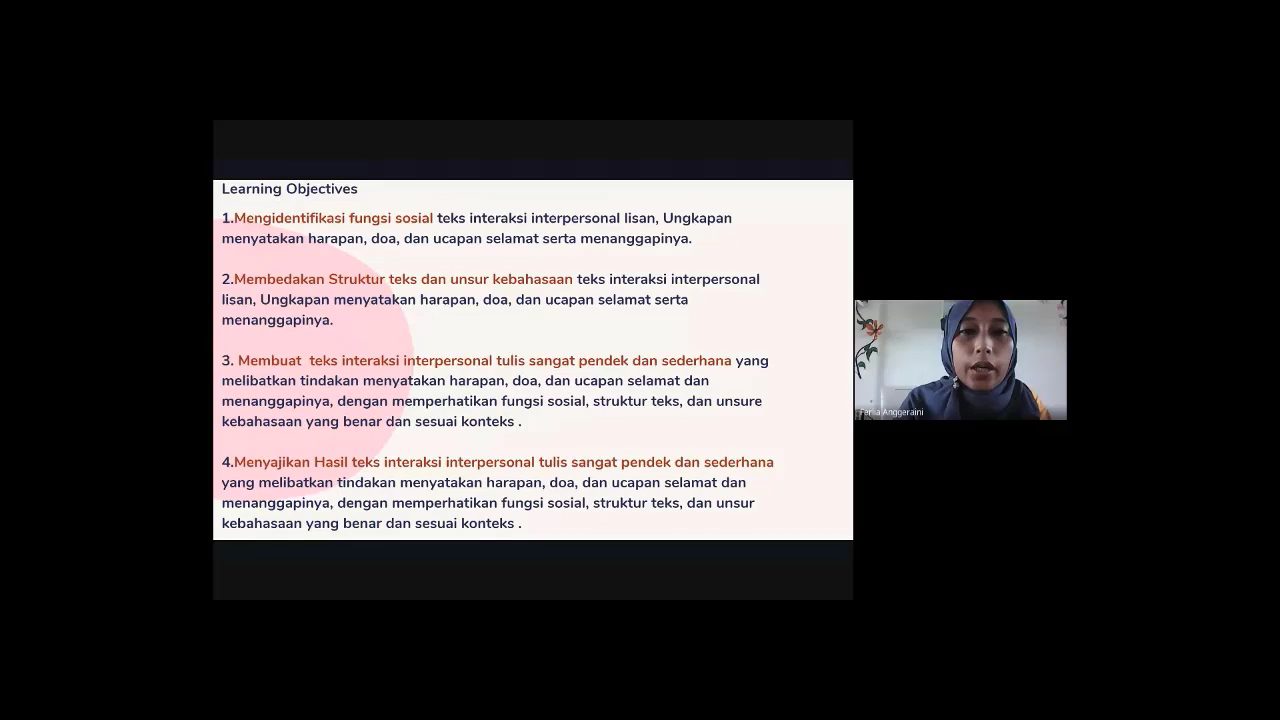 Learning Objectives
1.Mengidentifikasi fungsi sosial teks interaksi interpersonal lisan, Ungkapan
menyatakan harapan, doa, dan ucapan selamat serta menanggapinya.
2.Membedakan Struktur teks dan unsur kebahasaan teks interaksi interpersonal
lisan, Ungkapan menyatakan harapan, doa, dan ucapan selamat serta
menanggapinya.
3. Membuat  teks interaksi interpersonal tulis sangat pendek dan sederhana yang
melibatkan tindakan menyatakan harapan, doa, dan ucapan selamat dan
menanggapinya, dengan memperhatikan fungsi sosial, struktur teks, dan unsure
kebahasaan yang benar dan sesuai konteks .
4.Menyajikan Hasil teks interaksi interpersonal tulis sangat pendek dan sederhana
yang melibatkan tindakan menyatakan harapan, doa, dan ucapan selamat dan
menanggapinya, dengan memperhatikan fungsi sosial, struktur teks, dan unsur
kebahasaan yang benar dan sesuai konteks .
Anggeraini